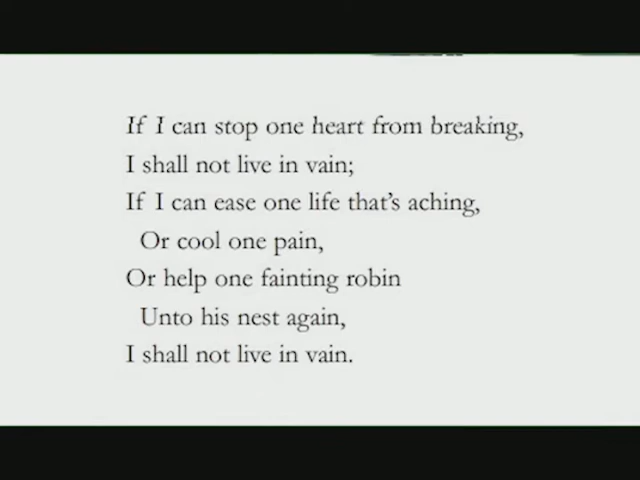 If I can stop one heart from breaking,
I shall not live in vain;
If I can ease one life that's aching,
Or cool one pain,
Or help one fainting robin
Unto his nest again,
I shall not live in vain.